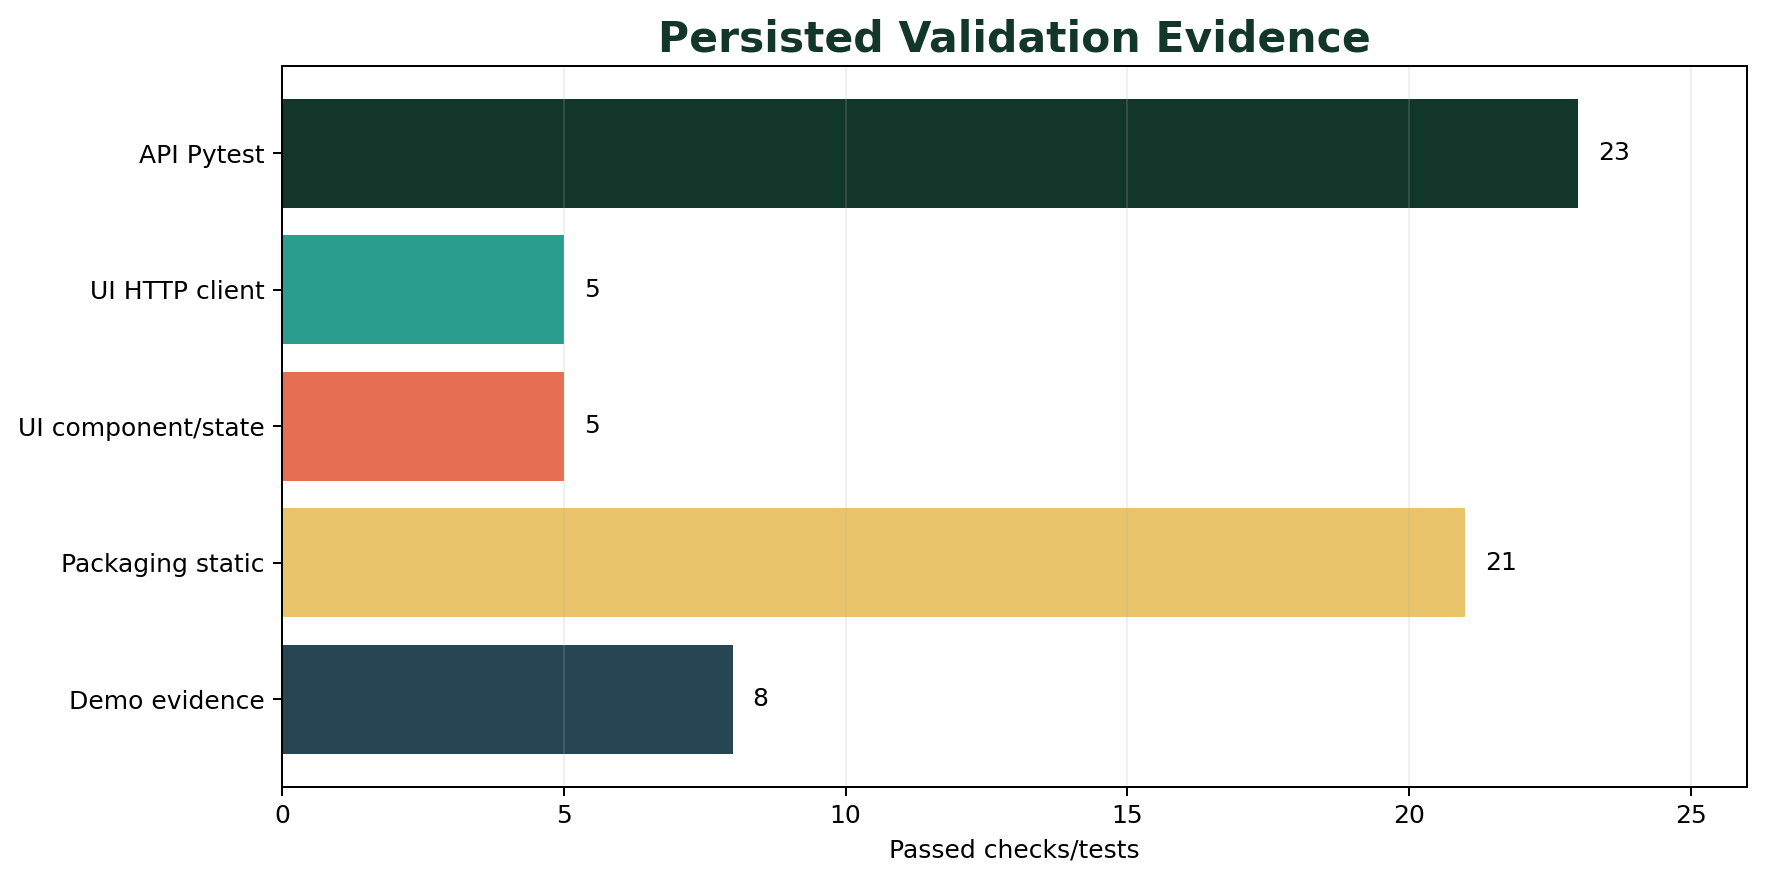 Persisted Validation Evidence
API Pytest
23
UI HTTP client
5
UI component/state
5
Packaging static
21
Demo evidence
8
0 5 10 15 20 25
Passed checks/tests